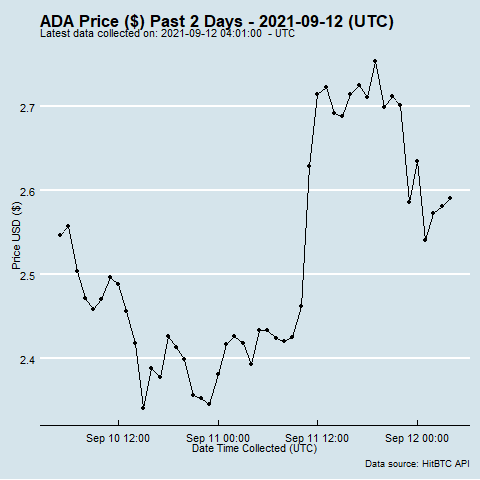 ADA Price ($) Past 2 Days - 2021-09-12 (UTC)
Latest data collected on: 2021-09-12 04:01:00  - UTC
Price USD ($)
2.7
2.6
2.5
2.4
Sep 10 12:00 Sep 11 00:00 Sep 11 12:00 Sep 12 00:00
Date Time Collected (UTC)
Data source: HitBTC API